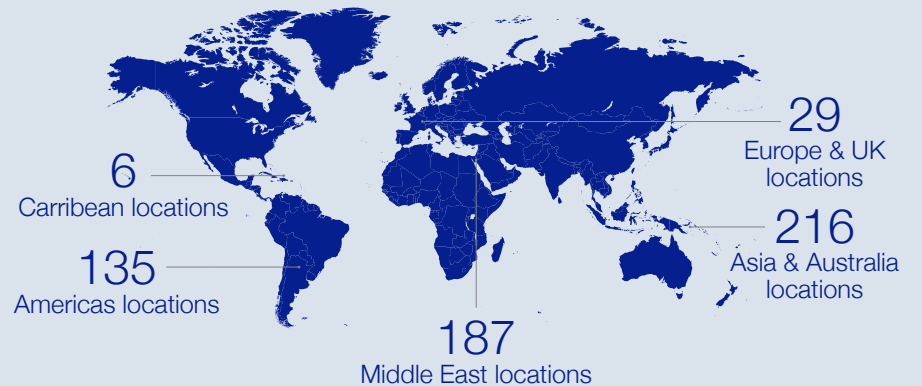 29
Europe & UK
locations
6
Carribean locations
216
Asia & Australia
locations
135
Americas locations
187
Middle East locations